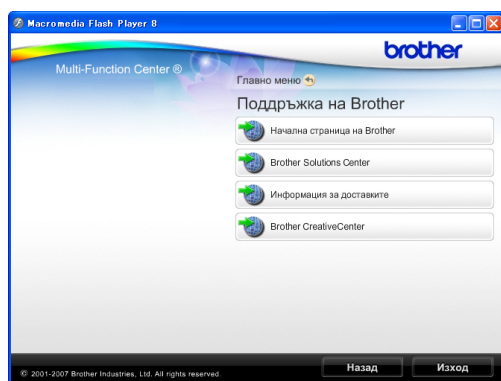 Macromedia Flash Player 8
brother
Multi-Function Center ®
Главно меню
Поддръжка на Brother
Начална страница на Brother
Brother Solutions Center
Информация за доставките
Brother CreativeCenter
© 2001-2007 Brother Industries, Ltd. All rights reserved.
Назад
Изход